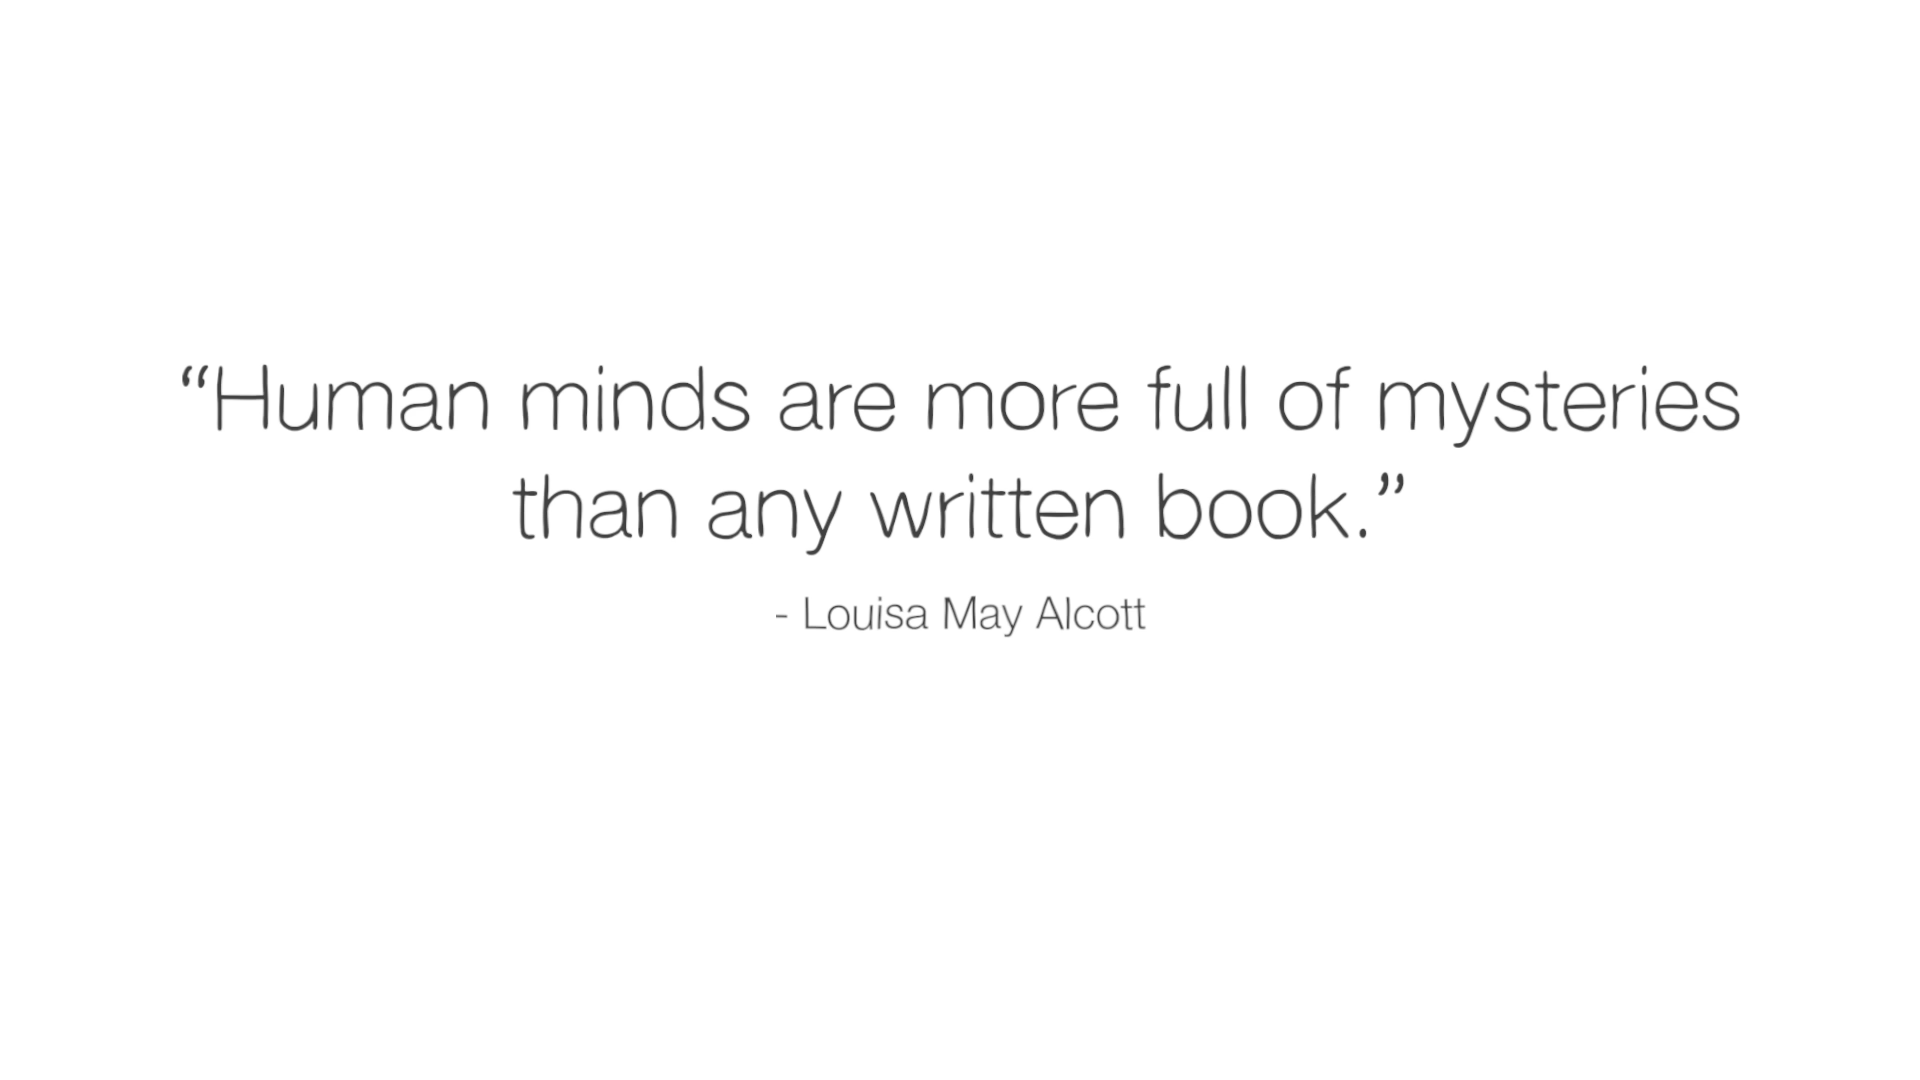 “Human minds are more full of mysteries
than any written book.”
- Louisa May Alcott